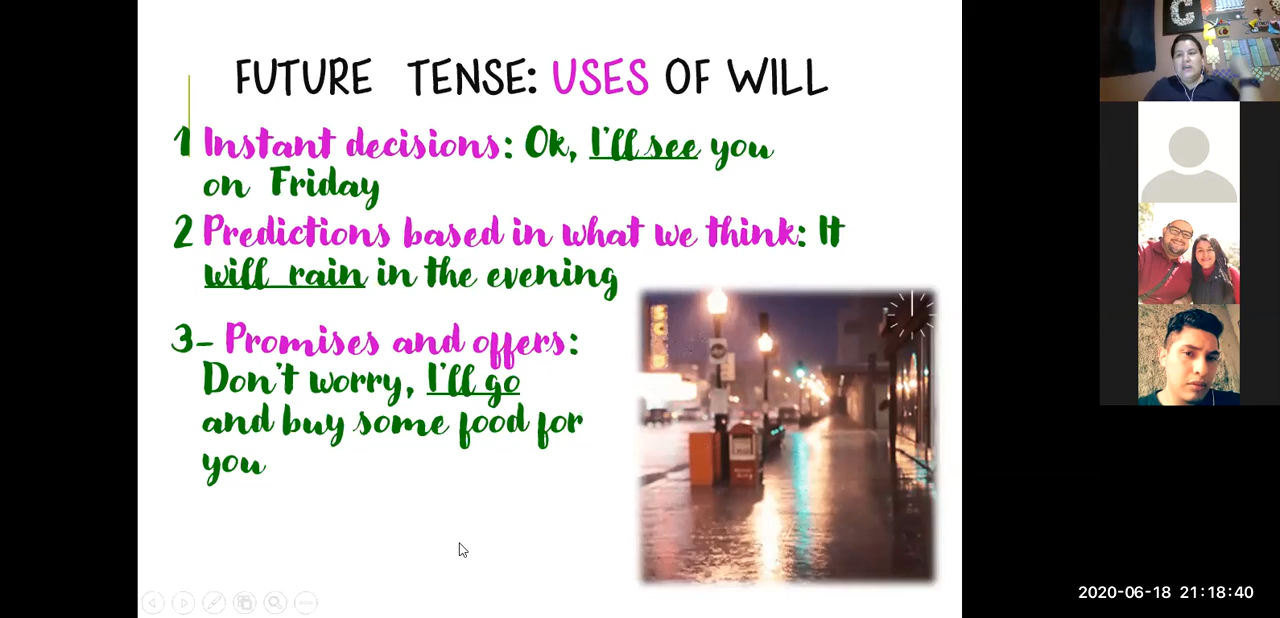 FUTURE TENSE: USES OF WILL
1 Instant decisions: Ok, I'll see you
on Friday
2 Predictions based in what we think: It
will rain in the evening
3- Promises and offers:
Don't worry, I'll go
and buy some food for
you
2020-06-18 21:18:40